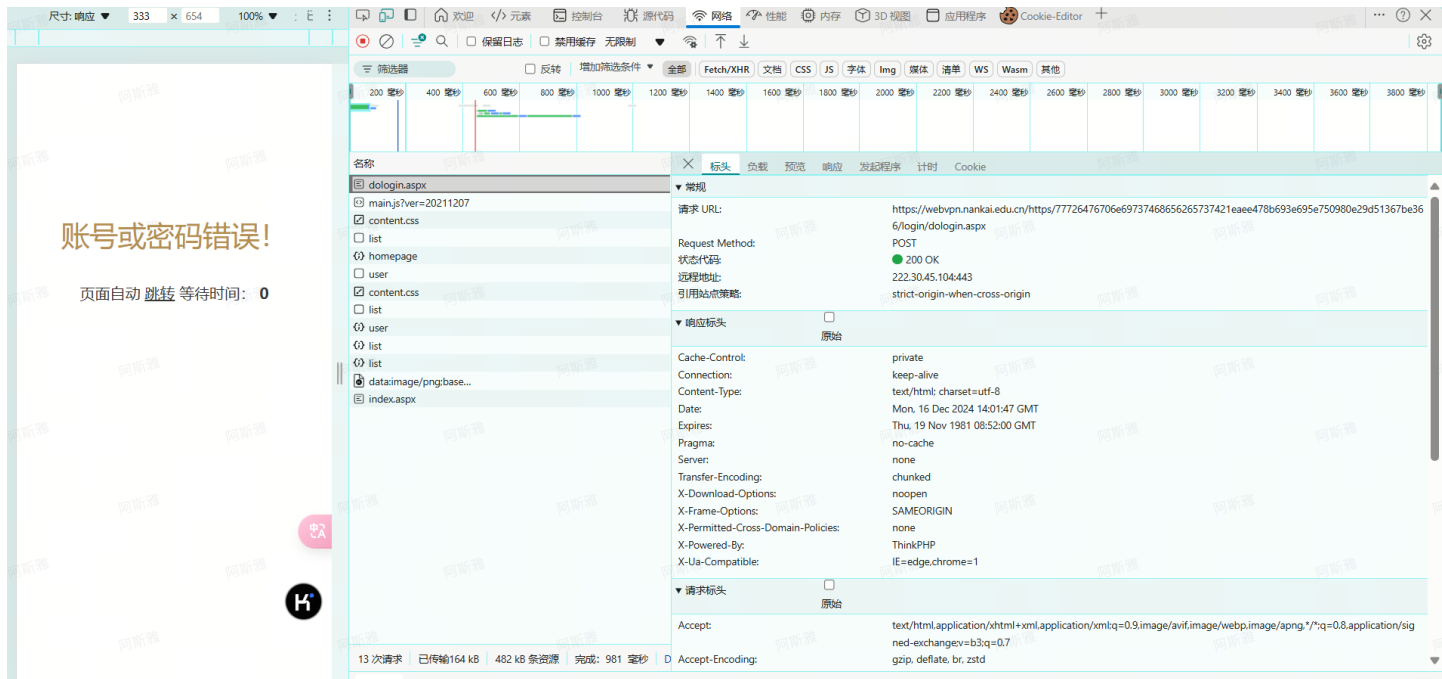 尺寸: 响应 ▼ 333 × 654 100% ▼ 欢迎 </> 元素 控制台 源代码 网络 性能 内存 3D 视图 应用程序 Cookie-Editor
保留日志 禁用缓存 无限制 ▼
筛选器 反转 增加筛选条件 ▼ 全部 Fetch/XHR 文档 CSS JS 字体 Img 媒体 清单 WS Wasm 其他
200 毫秒 400 毫秒 600 毫秒 800 毫秒 1000 毫秒 1200 毫秒 1400 毫秒 1600 毫秒 1800 毫秒 2000 毫秒 2200 毫秒 2400 毫秒 2600 毫秒 2800 毫秒 3000 毫秒 3200 毫秒 3400 毫秒 3600 毫秒 3800 毫秒
账号或密码错误！
页面自动 跳转 等待时间： 0
名称
dologin.aspx
main.js?ver=20211207
content.css
list
homepage
user
content.css
list
user
list
list
data:image/png;base...
index.aspx
13 次请求 已传输164 kB 482 kB 条资源 完成：981 毫秒 D
标头 负载 预览 响应 发起程序 计时 Cookie
▼ 常规
请求 URL: https://webvpn.nankai.edu.cn/https/77726476706e69737468656265737421eaee478b693e695e750980e29d51367be36
6/login/dologin.aspx
Request Method: POST
状态代码: 200 OK
远程地址: 222.30.45.104:443
引用站点策略: strict-origin-when-cross-origin
▼ 响应标头
原始
Cache-Control: private
Connection: keep-alive
Content-Type: text/html; charset=utf-8
Date: Mon, 16 Dec 2024 14:01:47 GMT
Expires: Thu, 19 Nov 1981 08:52:00 GMT
Pragma: no-cache
Server: none
Transfer-Encoding: chunked
X-Download-Options: noopen
X-Frame-Options: SAMEORIGIN
X-Permitted-Cross-Domain-Policies: none
X-Powered-By: ThinkPHP
X-Ua-Compatible: IE=edge,chrome=1
▼ 请求标头
原始
Accept: text/html,application/xhtml+xml,application/xml;q=0.9,image/avif,image/webp,image/apng,*/*;q=0.8,application/sig
ned-exchange;v=b3;q=0.7
Accept-Encoding: gzip, deflate, br, zstd
阿斯雅